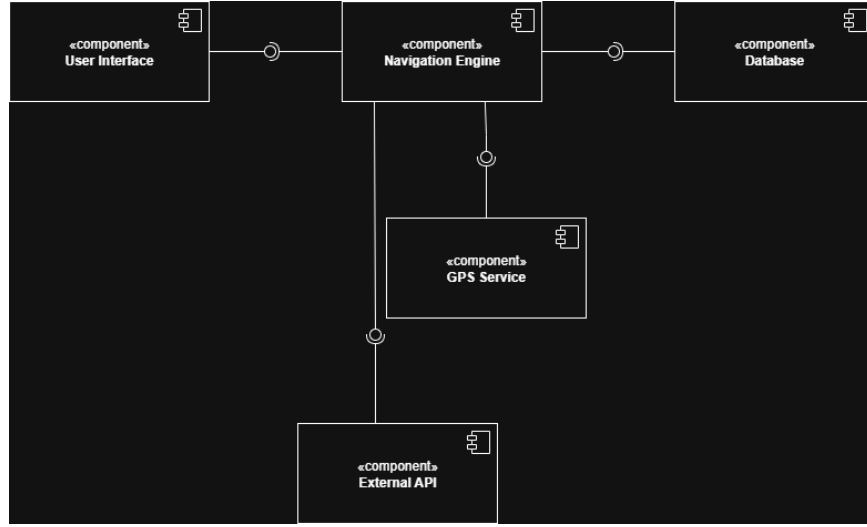 «component»
User Interface
«component»
Navigation Engine
«component»
Database
«component»
GPS Service
«component»
External API